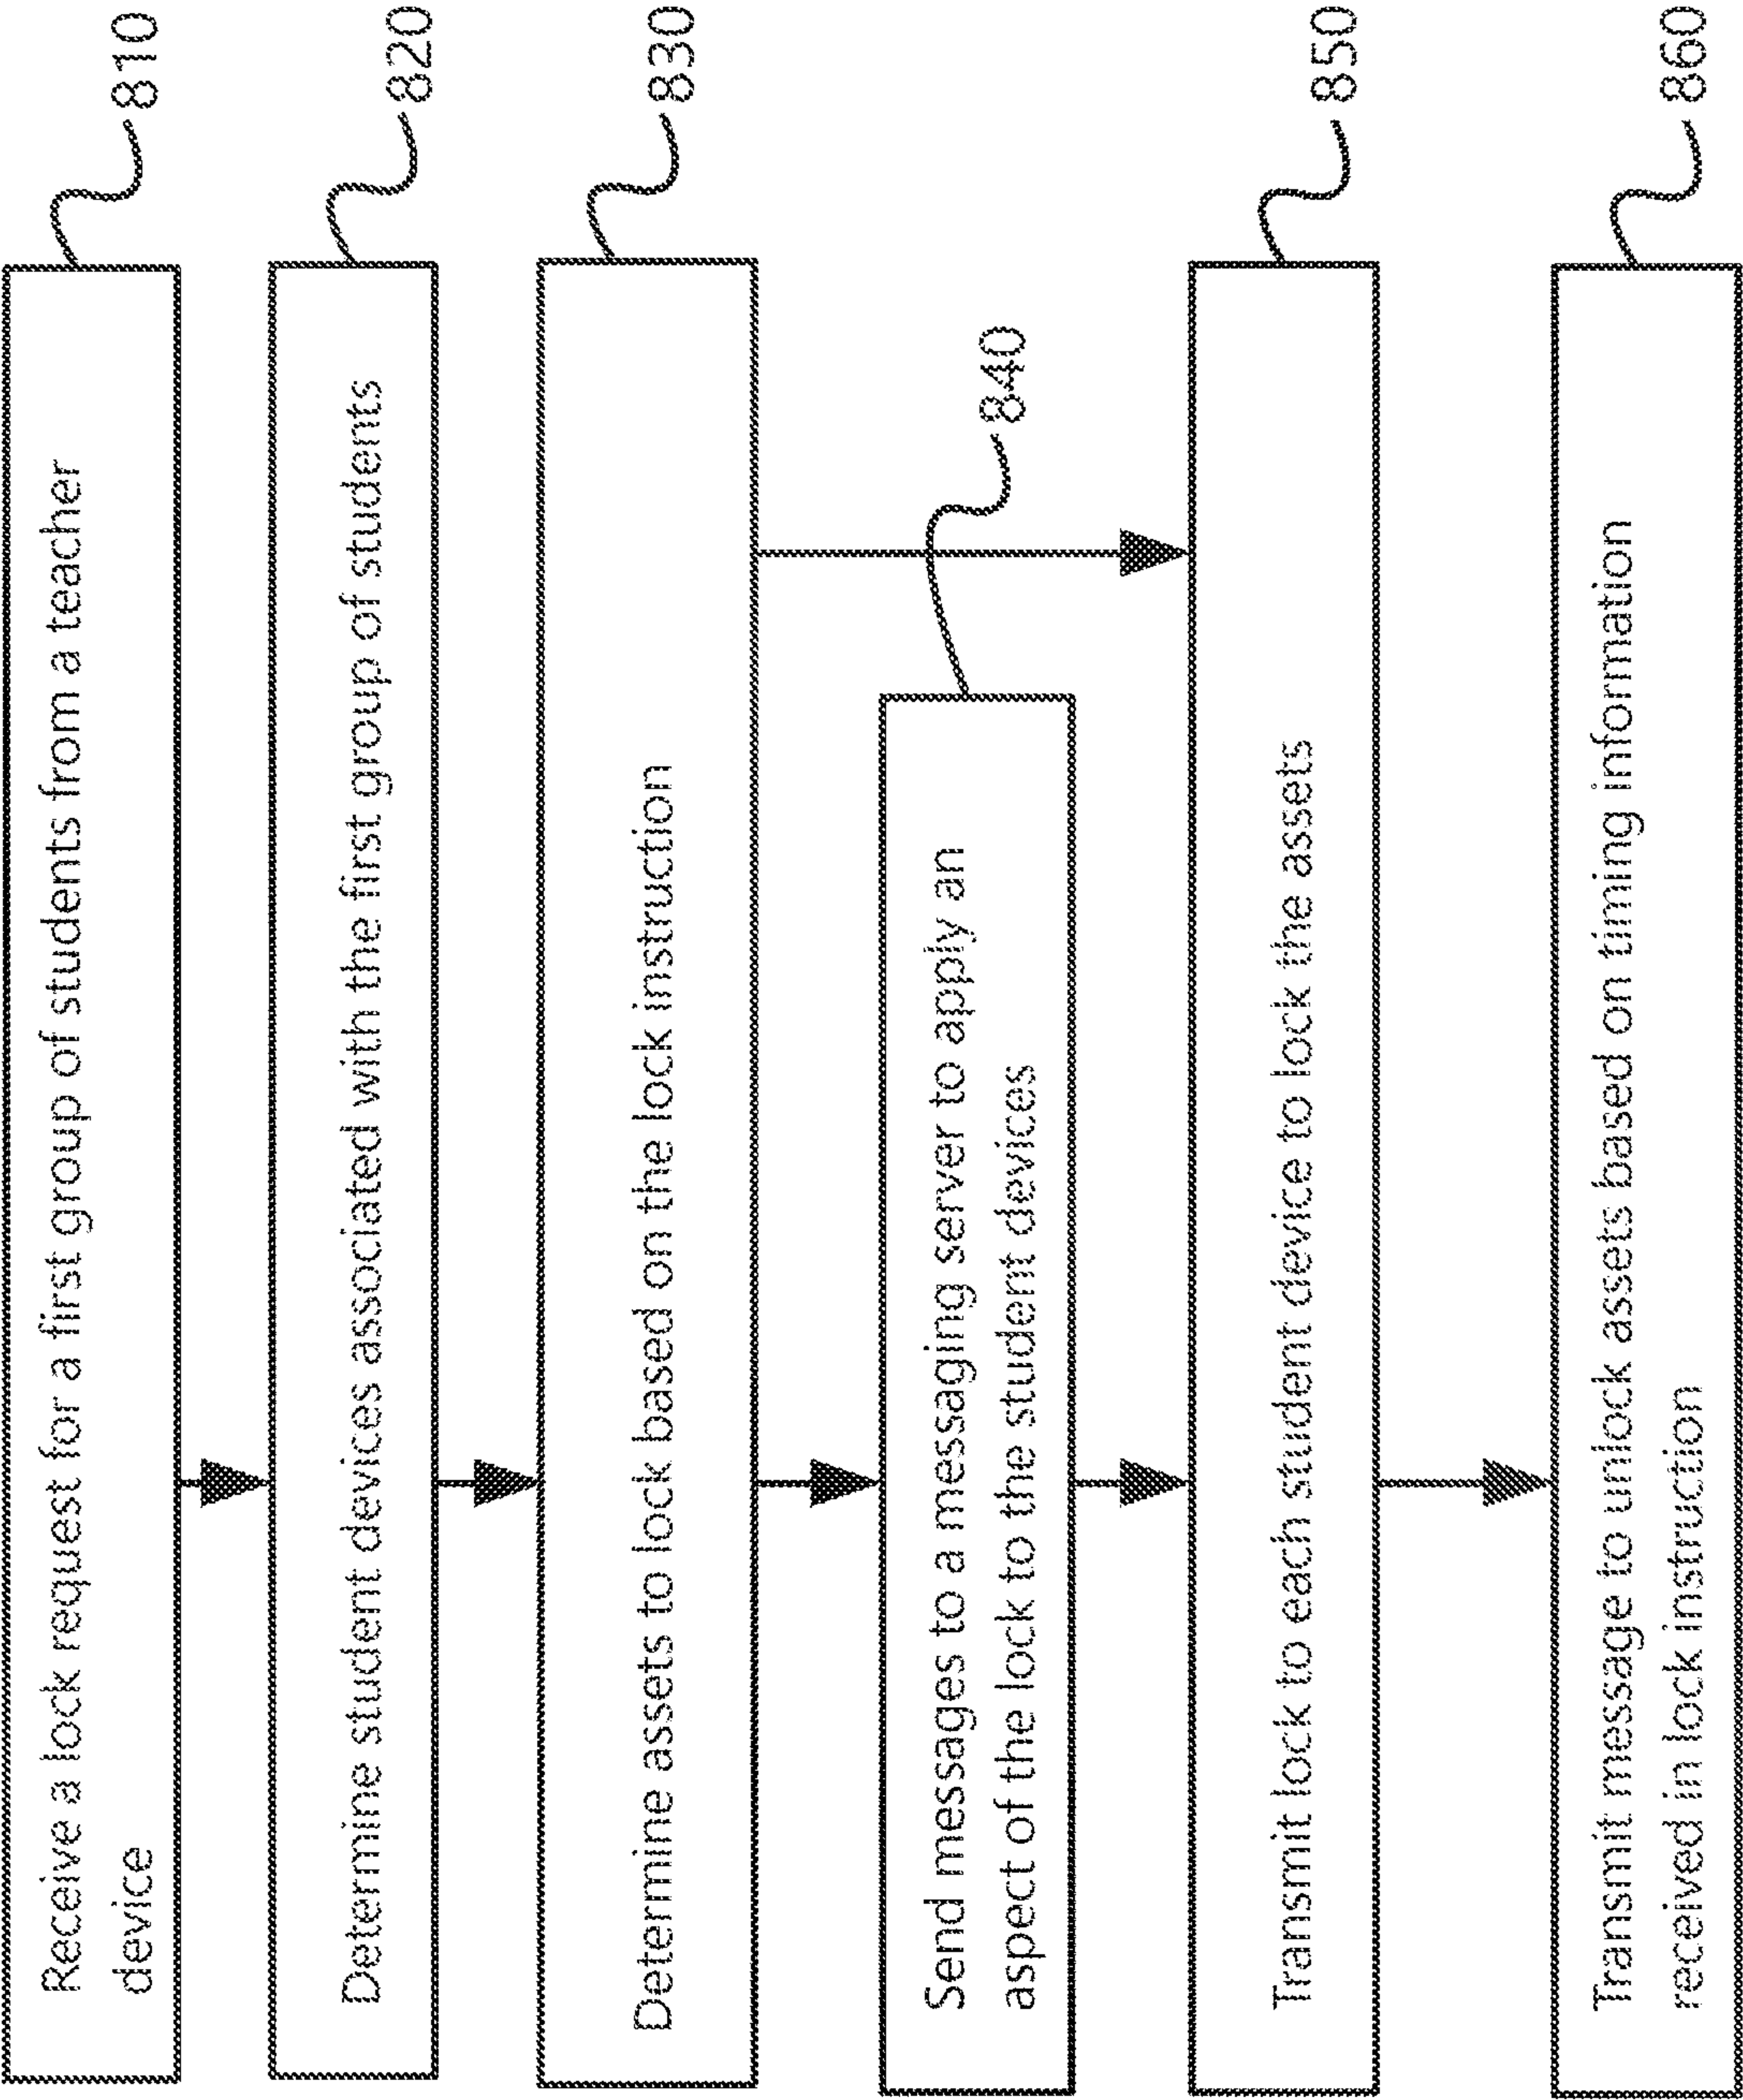 Receive a lock request for a first group of students from a teacher
device
810
Determine student devices associated with the first group of students
820
Determine assets to lock based on the lock instruction
830
Send messages to a messaging server to apply an
aspect of the lock to the student devices
840
Transmit lock to each student device to lock the assets
850
Transmit message to unlock assets based on timing information
received in lock instruction
860